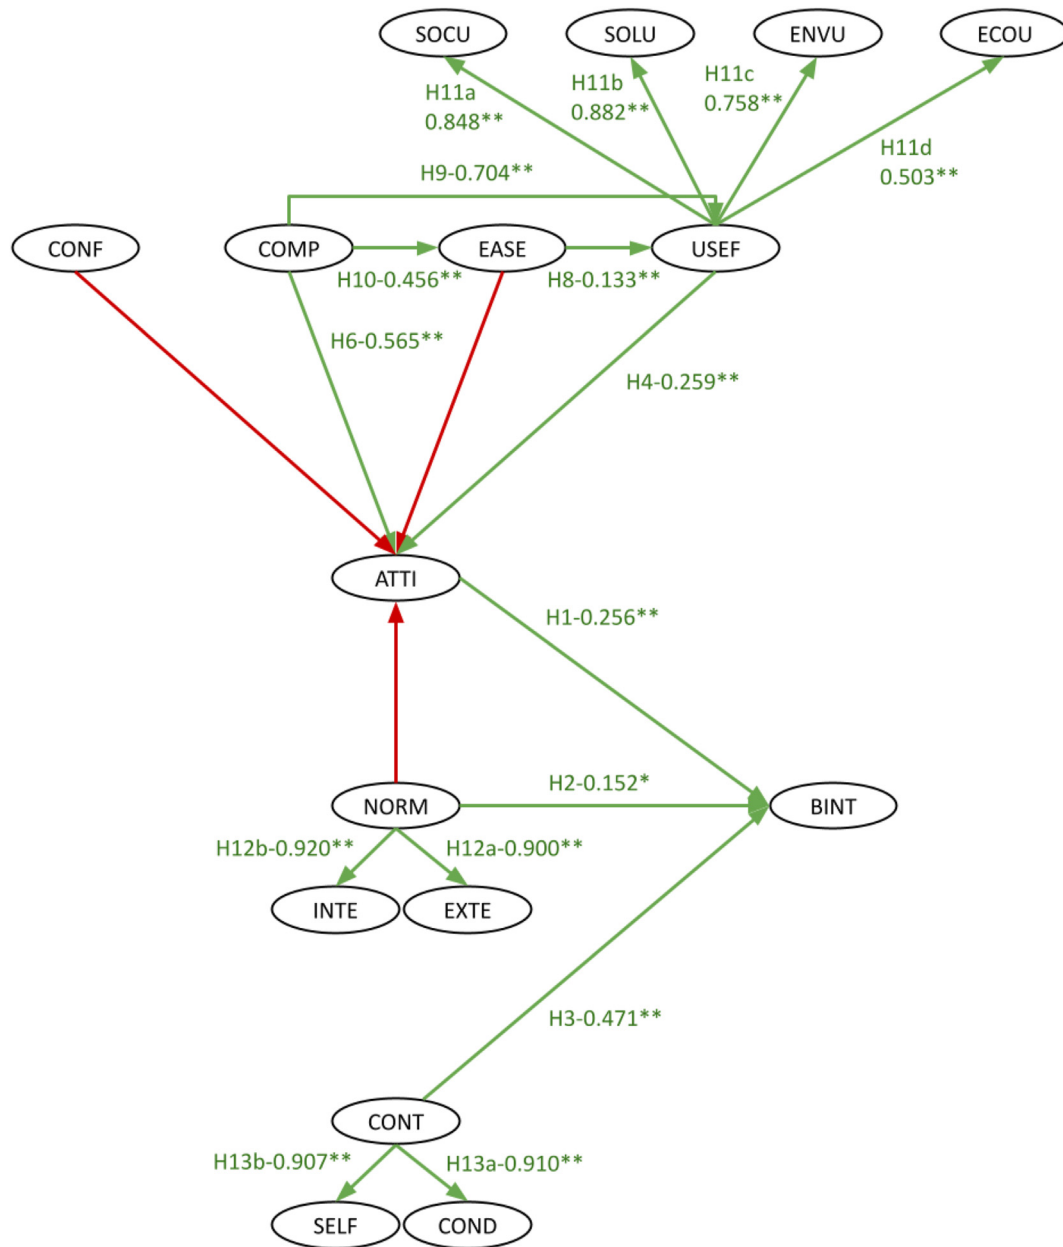 SOCU
SOLU
ENVU
ECOU
H11a
0.848**
H11b
0.882**
H11c
0.758**
H11d
0.503**
H9-0.704**
CONF
COMP
EASE
USEF
H10-0.456**
H8-0.133**
H6-0.565**
H4-0.259**
ATTI
H1-0.256**
NORM
H2-0.152*
BINT
H12b-0.920**
H12a-0.900**
INTE
EXTE
H3-0.471**
CONT
H13b-0.907**
H13a-0.910**
SELF
COND